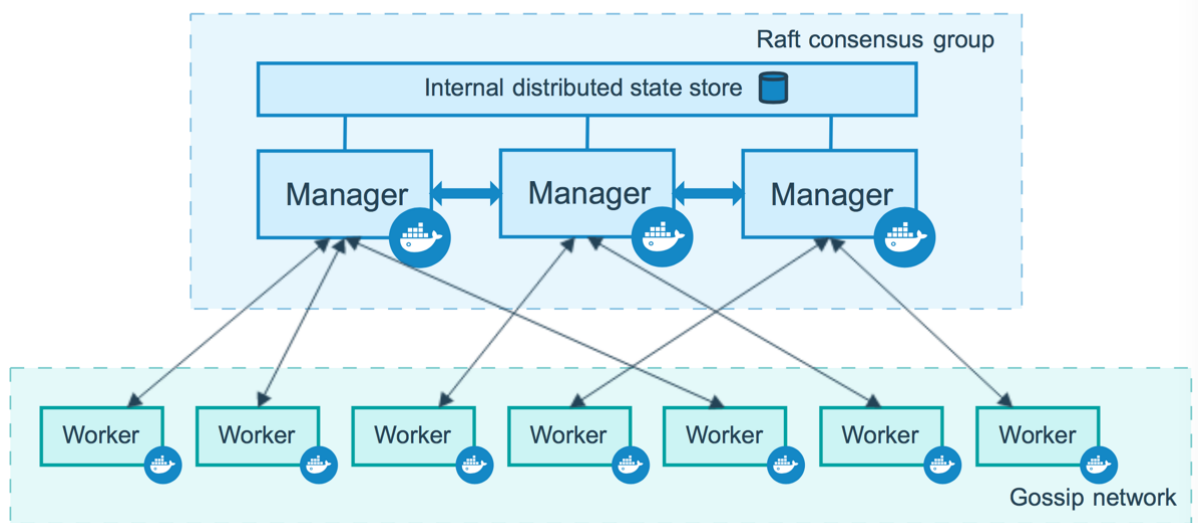 Raft consensus group
Internal distributed state store
Manager
Manager
Manager
Worker
Worker
Worker
Worker
Worker
Worker
Worker
Gossip network